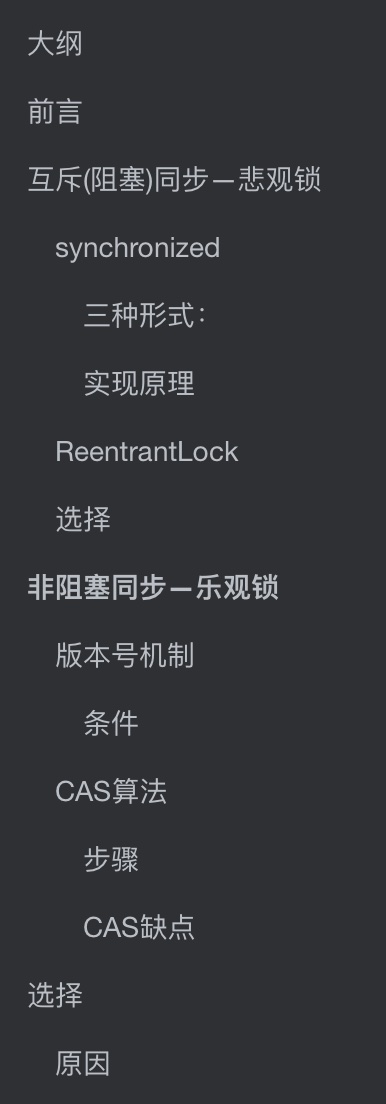 大纲
前言
互斥(阻塞)同步—悲观锁
synchronized
三种形式：
实现原理
ReentrantLock
选择
非阻塞同步—乐观锁
版本号机制
条件
CAS算法
步骤
CAS缺点
选择
原因